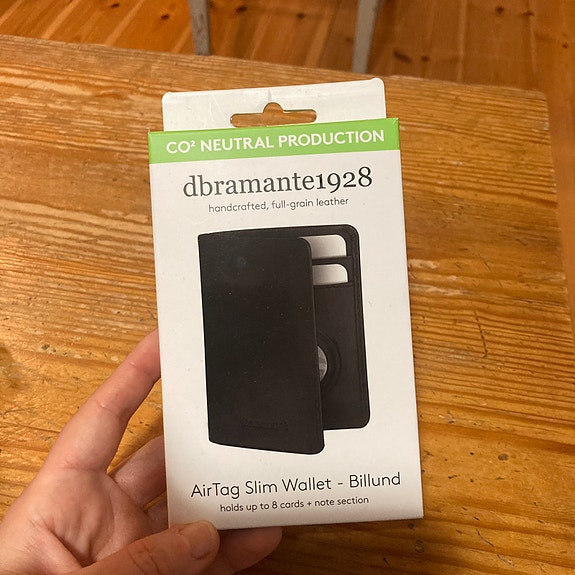 CO² NEUTRAL PRODUCTION
dbramante1928
handcrafted, full-grain leather
AirTag Slim Wallet - Billund
holds up to 8 cards + note section